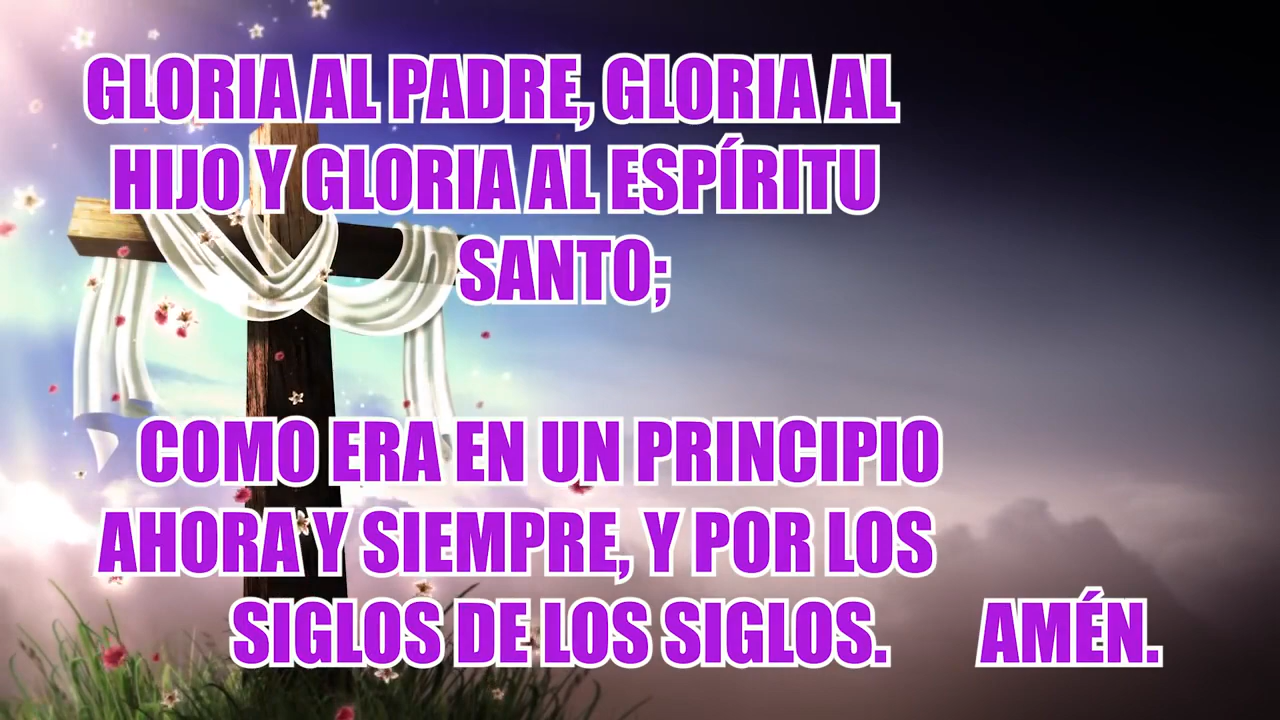 GLORIA AL PADRE, GLORIA AL
HIJO Y GLORIA AL ESPÍRITU
SANTO;
COMO ERA EN UN PRINCIPIO
AHORA Y SIEMPRE, Y POR LOS
SIGLOS DE LOS SIGLOS. AMÉN.